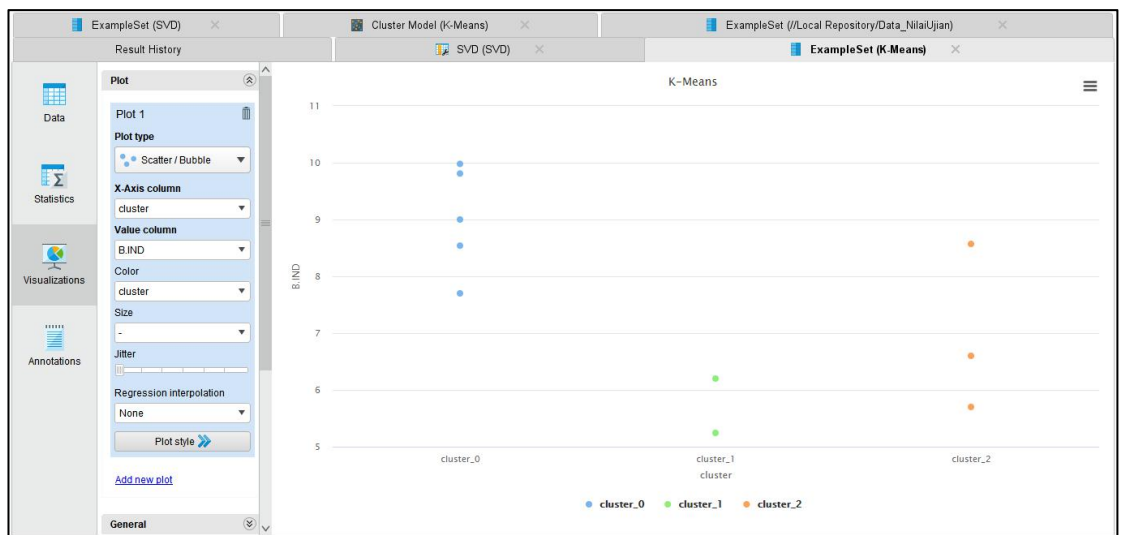 ExampleSet (SVD)
Cluster Model (K-Means)
ExampleSet (//Local Repository/Data_NilaiUjian)
Result History
SVD (SVD)
ExampleSet (K-Means)
Data
Statistics
Visualizations
Annotations
Plot
Plot 1
Plot type
Scatter / Bubble
X-Axis column
cluster
Value column
B.IND
Color
cluster
Size
-
Jitter
Regression interpolation
None
Plot style
Add new plot
General
K-Means
11
10
9
8
7
6
5
B.IND
cluster_0
cluster_1
cluster_2
cluster
cluster_0 cluster_1 cluster_2